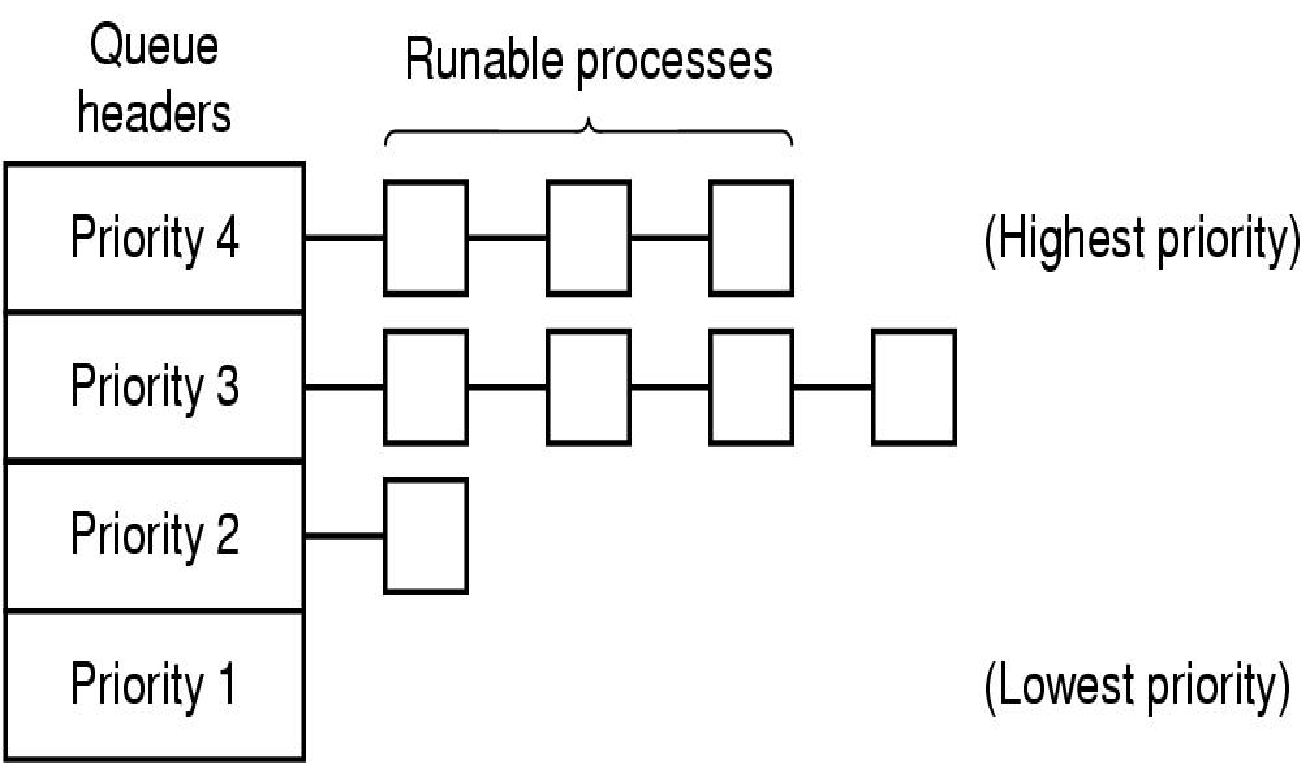 Queue
headers
Runable processes
Priority 4
(Highest priority)
Priority 3
Priority 2
Priority 1
(Lowest priority)